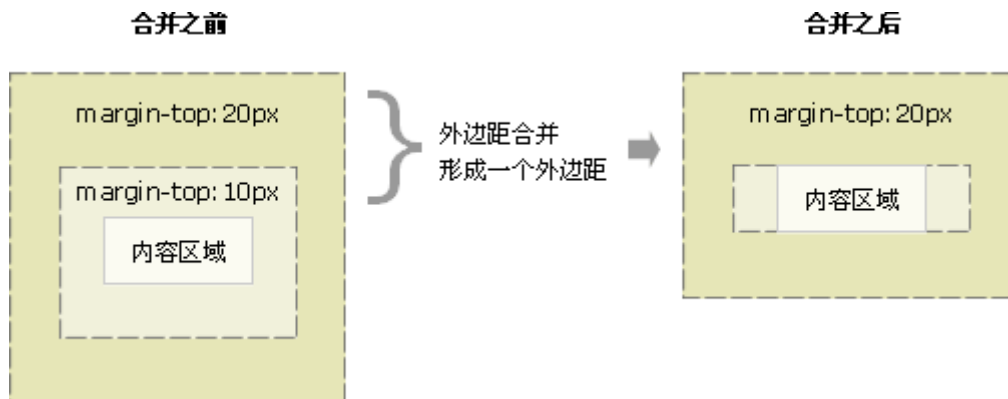 合并之前
margin-top: 20px
margin-top: 10px
内容区域
外边距合并
形成一个外边距
合并之后
margin-top: 20px
内容区域